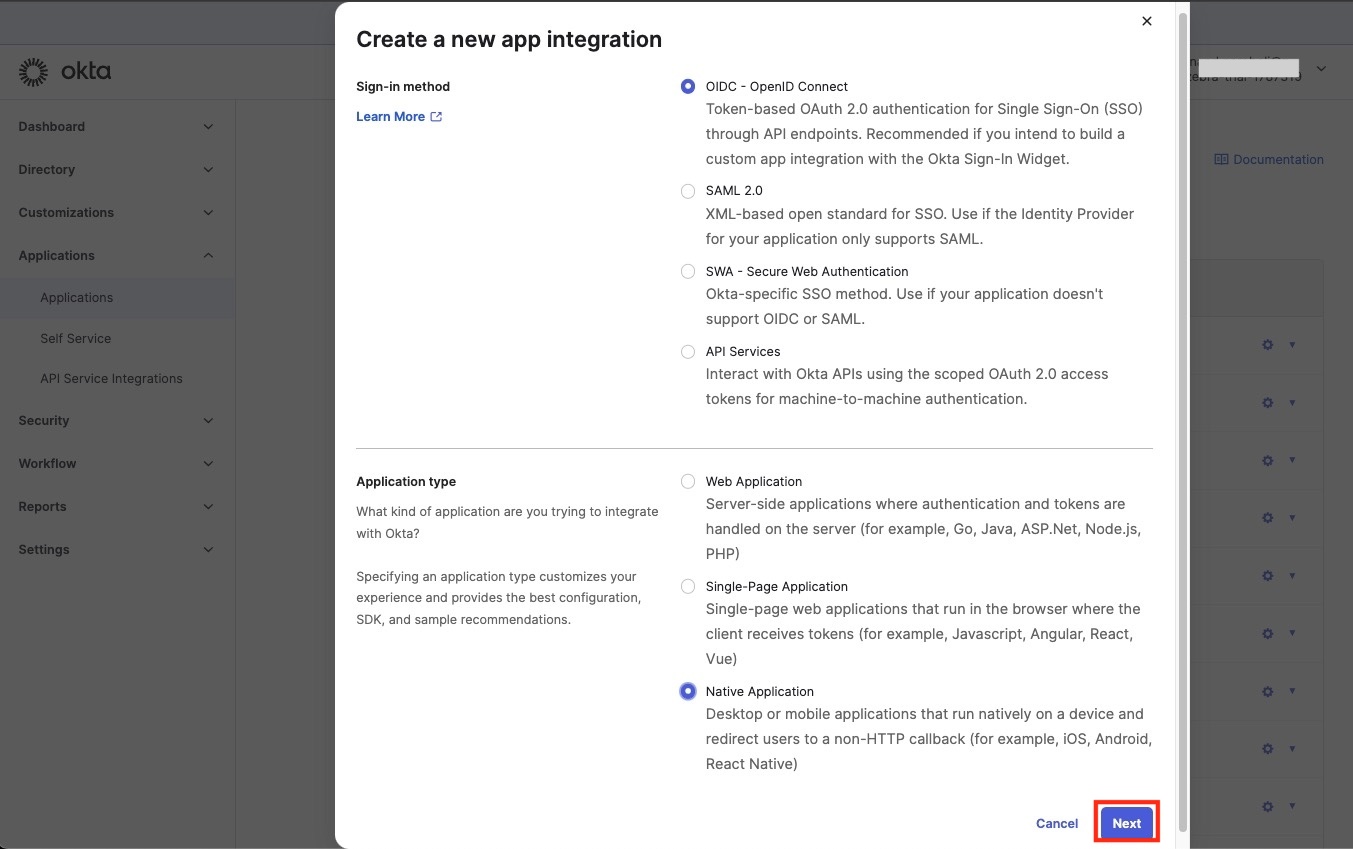 Create a new app integration
okta
Dashboard
Directory
Customizations
Applications
Applications
Self Service
API Service Integrations
Security
Workflow
Reports
Settings
Documentation
Sign-in method
Learn More
OIDC - OpenID Connect
Token-based OAuth 2.0 authentication for Single Sign-On (SSO)
through API endpoints. Recommended if you intend to build a
custom app integration with the Okta Sign-In Widget.
SAML 2.0
XML-based open standard for SSO. Use if the Identity Provider
for your application only supports SAML.
SWA - Secure Web Authentication
Okta-specific SSO method. Use if your application doesn't
support OIDC or SAML.
API Services
Interact with Okta APIs using the scoped OAuth 2.0 access
tokens for machine-to-machine authentication.
Application type
What kind of application are you trying to integrate
with Okta?
Specifying an application type customizes your
experience and provides the best configuration,
SDK, and sample recommendations.
Web Application
Server-side applications where authentication and tokens are
handled on the server (for example, Go, Java, ASP.Net, Node.js,
PHP)
Single-Page Application
Single-page web applications that run in the browser where the
client receives tokens (for example, Javascript, Angular, React,
Vue)
Native Application
Desktop or mobile applications that run natively on a device and
redirect users to a non-HTTP callback (for example, iOS, Android,
React Native)
Cancel
Next